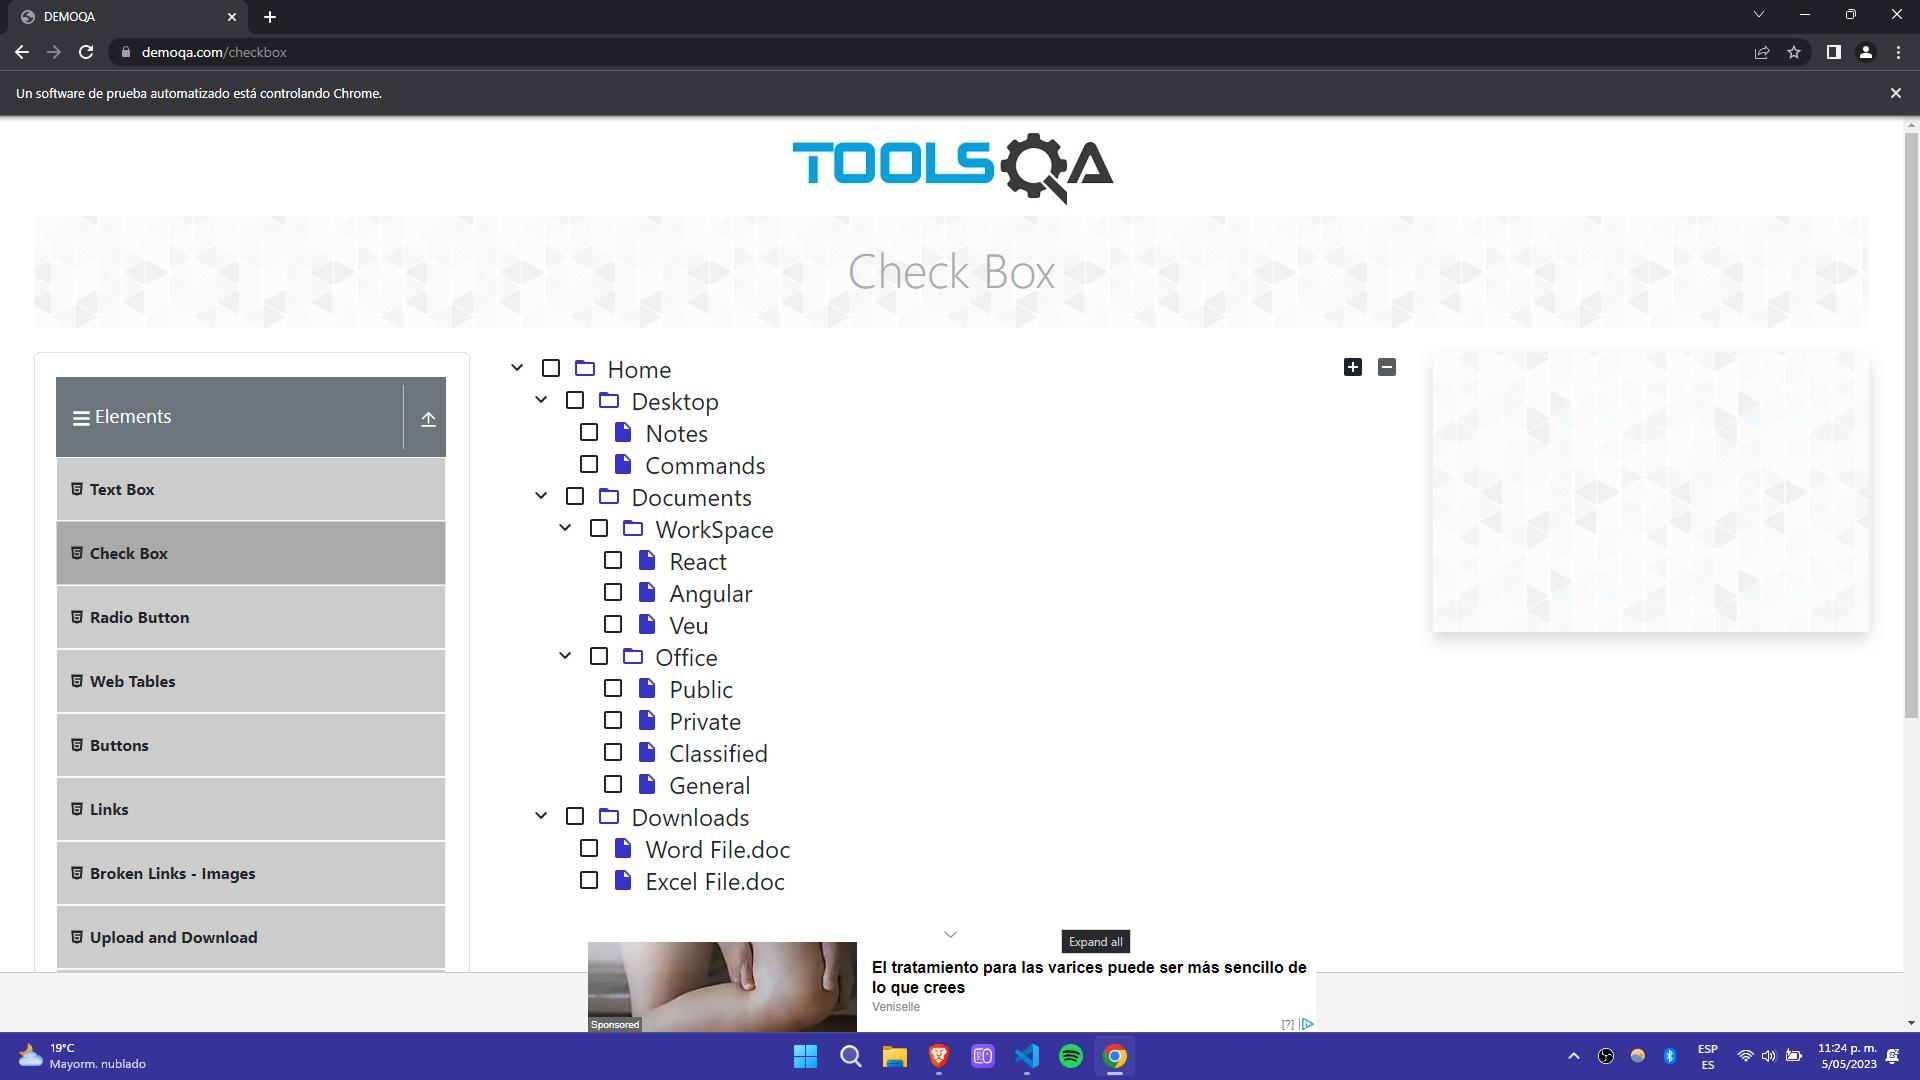 DEMOQA
demoqa.com/checkbox
Un software de prueba automatizado está controlando Chrome.
TOOLSQA
Check Box
Elements
Text Box
Check Box
Radio Button
Web Tables
Buttons
Links
Broken Links - Images
Upload and Download
Home
Desktop
Notes
Commands
Documents
WorkSpace
React
Angular
Veu
Office
Public
Private
Classified
General
Downloads
Word File.doc
Excel File.doc
Expand all
El tratamiento para las varices puede ser más sencillo de
lo que crees
Veniselle
Sponsored
[?]
19°C
Mayorm. nublado
ESP
ES
11:24 p. m.
5/05/2023